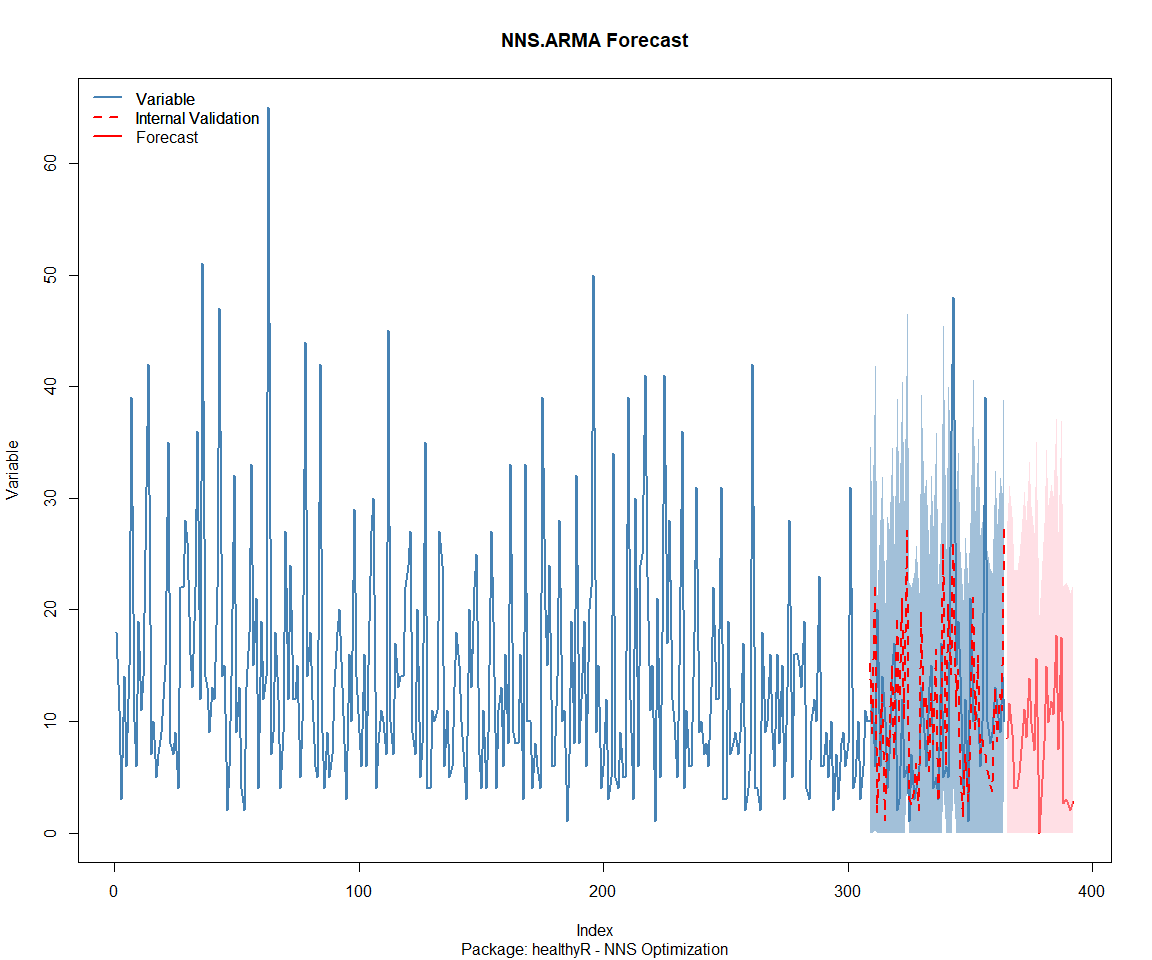 NNS.ARMA Forecast
Variable
Internal Validation
Forecast
Variable
60
50
40
30
20
10
0
0 100 200 300 400
Index
Package: healthyR - NNS Optimization